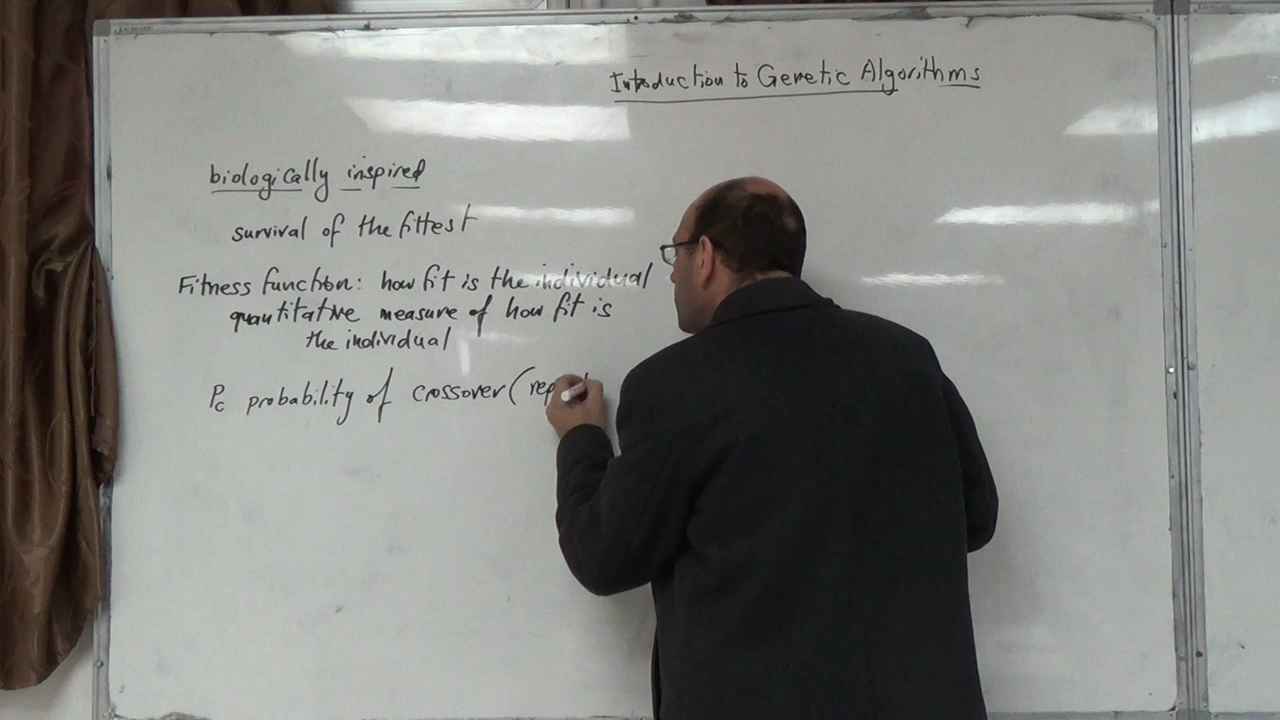 Introduction to Genetic Algorithms
biologically inspired
survival of the fittest
Fitness function: how fit is the individual
quantitative measure of how fit is
the individual
Pc probability of crossover (rep